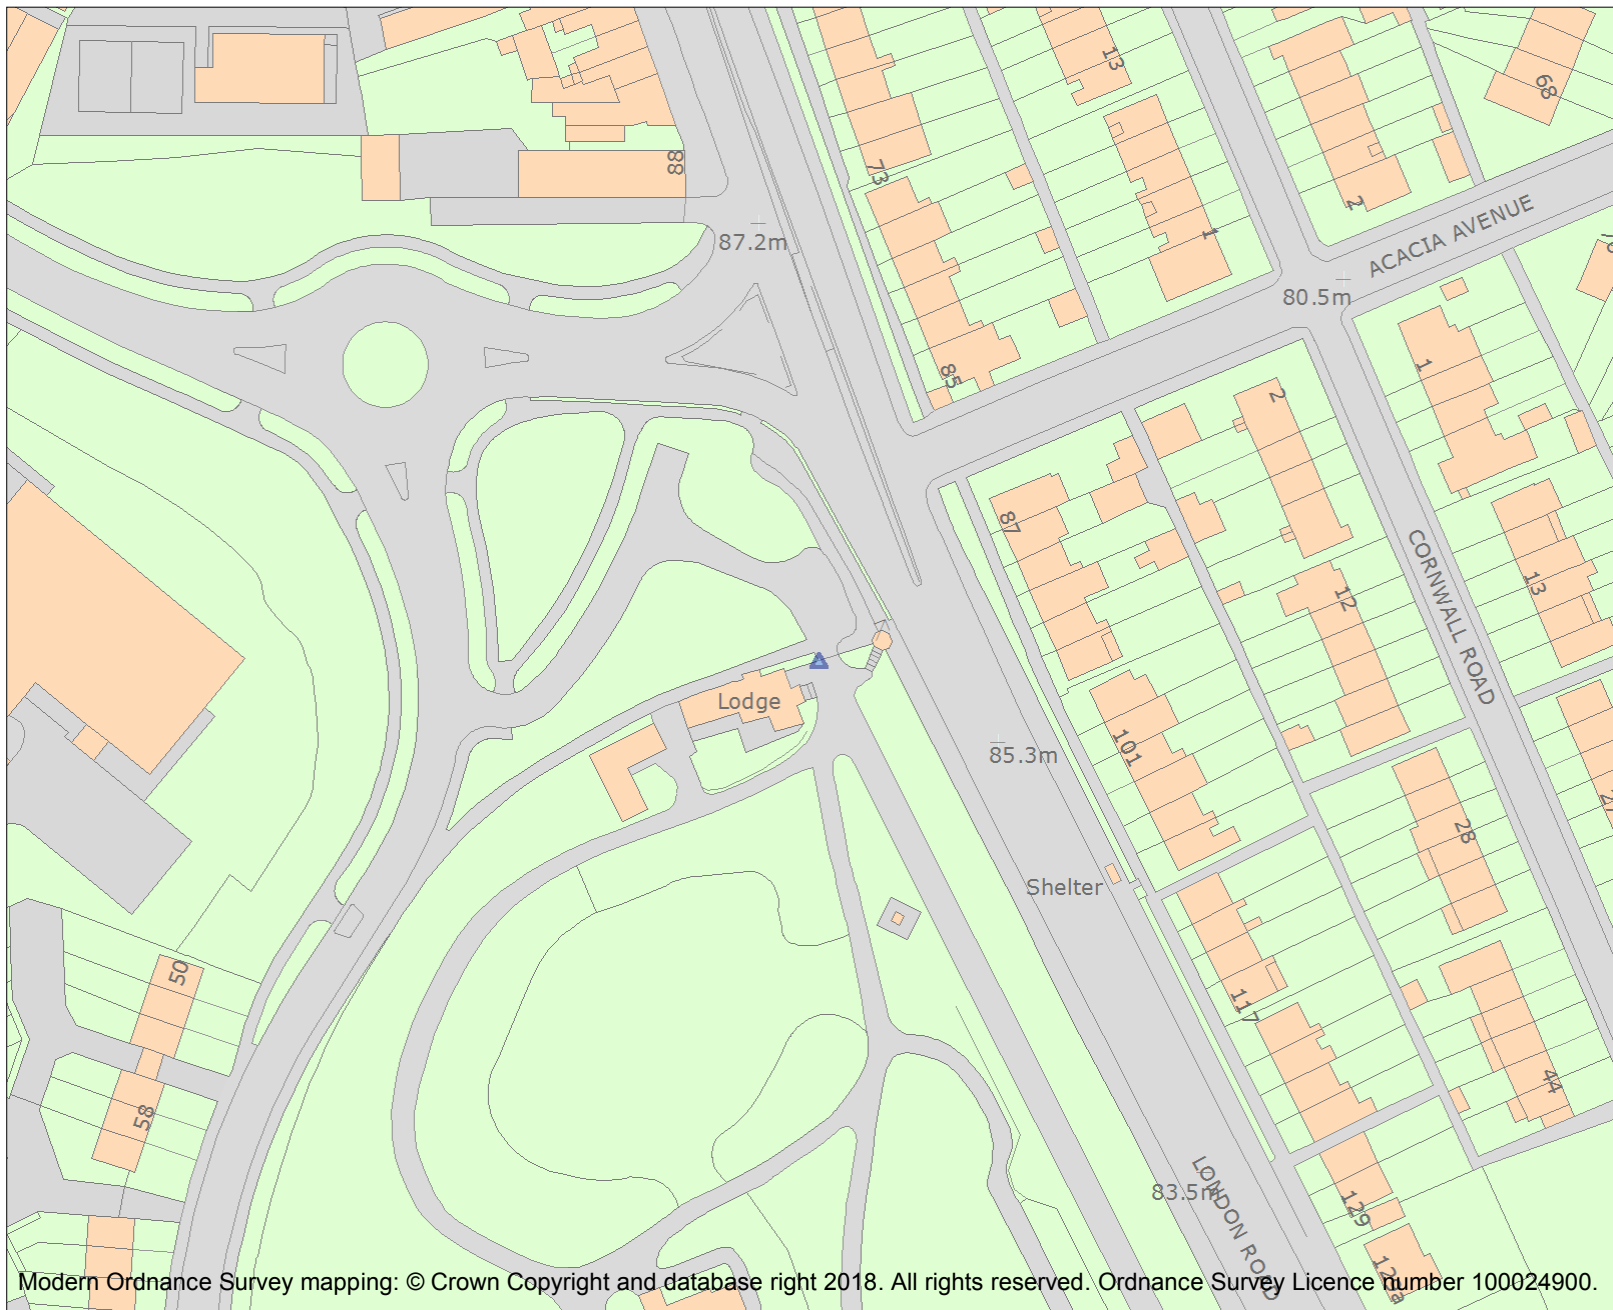 13
68
88
73
2
87.2m
1
ACACIA AVENUE
80.5m
85
1
2
87
CORNWALL ROAD
13
12
Lodge
101
85.3m
28
Shelter
50
117
44
58
LONDON ROAD
83.5m
129
Modern Ordnance Survey mapping: © Crown Copyright and database right 2018. All rights reserved. Ordnance Survey Licence number 100024900.